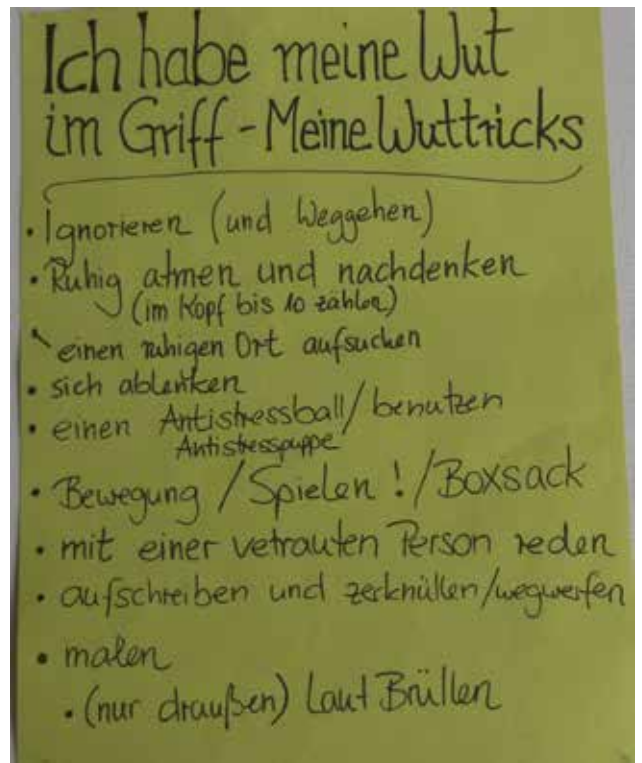 Ich habe meine Wut
im Griff - Meine Wuttricks
• Ignorieren (und Weggehen)
• Ruhig atmen und nachdenken
(im Kopf bis 10 zählen)
einen ruhigen Ort aufsuchen
• sich ablenken
• einen Antistressball/benutzen
Antistresspuppe
• Bewegung / Spielen ! / Boxsack
• mit einer vetrauten Person reden
• aufschreiben und zerknüllen/wegwerfen
• malen
• (nur draußen) Laut Brüllen